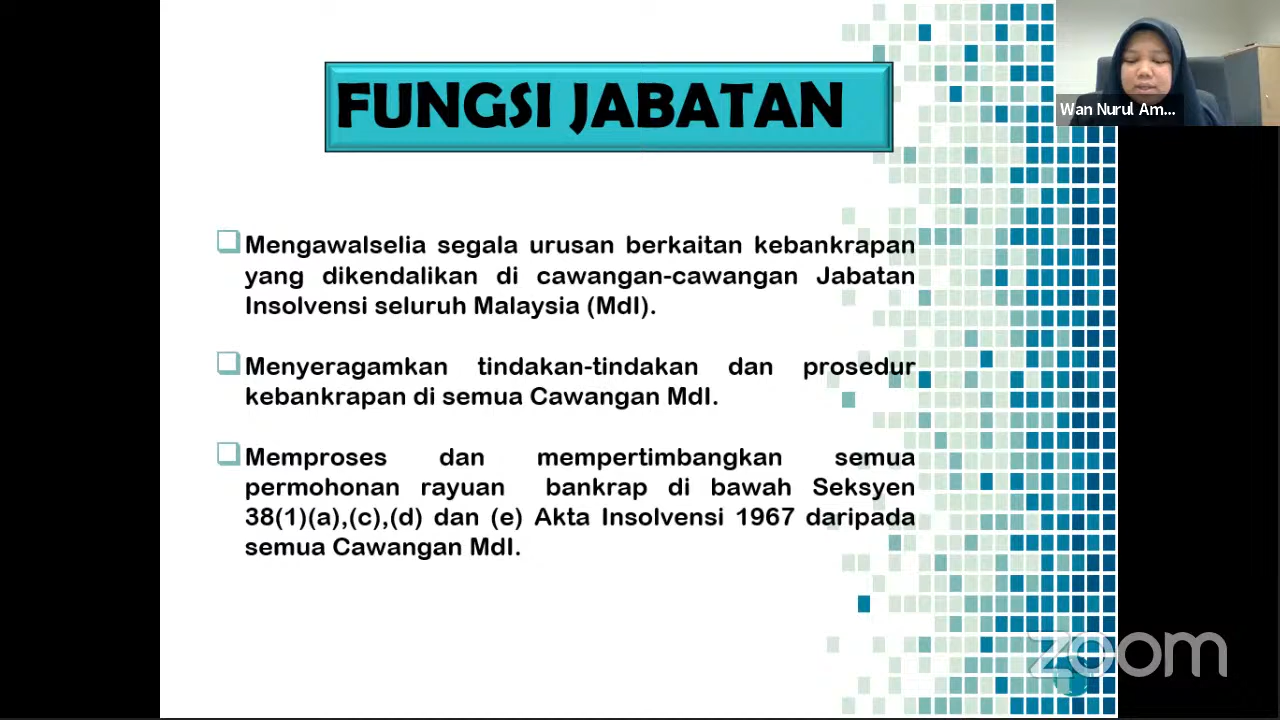 FUNGSI JABATAN
Wan Nurul Am...
Mengawalselia segala urusan berkaitan kebankrapan
yang dikendalikan di cawangan-cawangan Jabatan
Insolvensi seluruh Malaysia (MdI).
Menyeragamkan tindakan-tindakan dan prosedur
kebankrapan di semua Cawangan MdI.
Memproses dan mempertimbangkan semua
permohonan rayuan bankrap di bawah Seksyen
38(1)(a),(c),(d) dan (e) Akta Insolvensi 1967 daripada
semua Cawangan MdI.
zoom